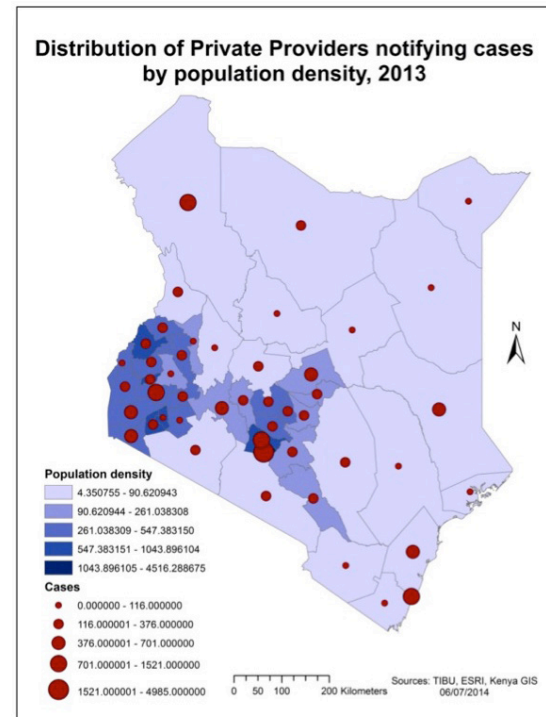 Distribution of Private Providers notifying cases
by population density, 2013
N
Population density
4.350755 - 90.620943
90.620944 - 261.038308
261.038309 - 547.383150
547.383151 - 1043.896104
1043.896105 - 4516.288675
Cases
0.000000 - 116.000000
116.000001 - 376.000000
376.000001 - 701.000000
701.000001 - 1521.000000
1521.000001 - 4985.000000
0 50 100 200 Kilometers
Sources: TIBU, ESRI, Kenya GIS
06/07/2014